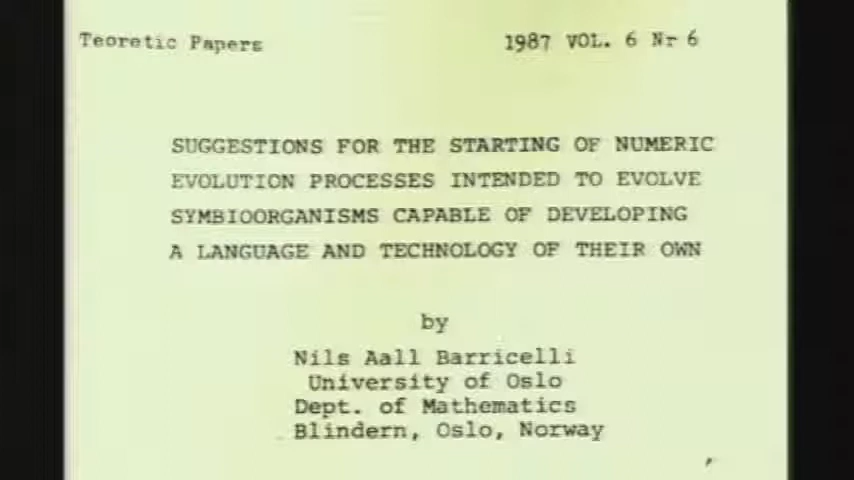 Teoretic Papers 1987 VOL. 6 Nr 6
SUGGESTIONS FOR THE STARTING OF NUMERIC
EVOLUTION PROCESSES INTENDED TO EVOLVE
SYMBIOORGANISMS CAPABLE OF DEVELOPING
A LANGUAGE AND TECHNOLOGY OF THEIR OWN
by
Nils Aall Barricelli
University of Oslo
Dept. of Mathematics
Blindern, Oslo, Norway